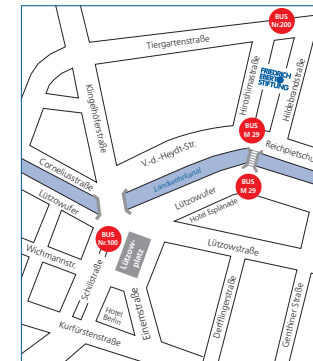 BUS
Nr.200
Tiergartenstraße
FRIEDRICH
EBERT
STIFTUNG
Hiroshimastraße
Hildebrandstraße
Klingelhöferstraße
BUS
M 29
V.-d.-Heydt-Str.
Reichpietschu
Corneliusstraße
Landwehrkanal
BUS
M 29
Lützowufer
Lützowufer
Hotel Esplanade
BUS
Nr.100
Lützow-
platz
Lützowstraße
Wichmannstr.
Schillstraße
Hotel
Berlin
Einemstraße
Derfflingerstraße
Genthiner Straße
Kurfürstenstraße